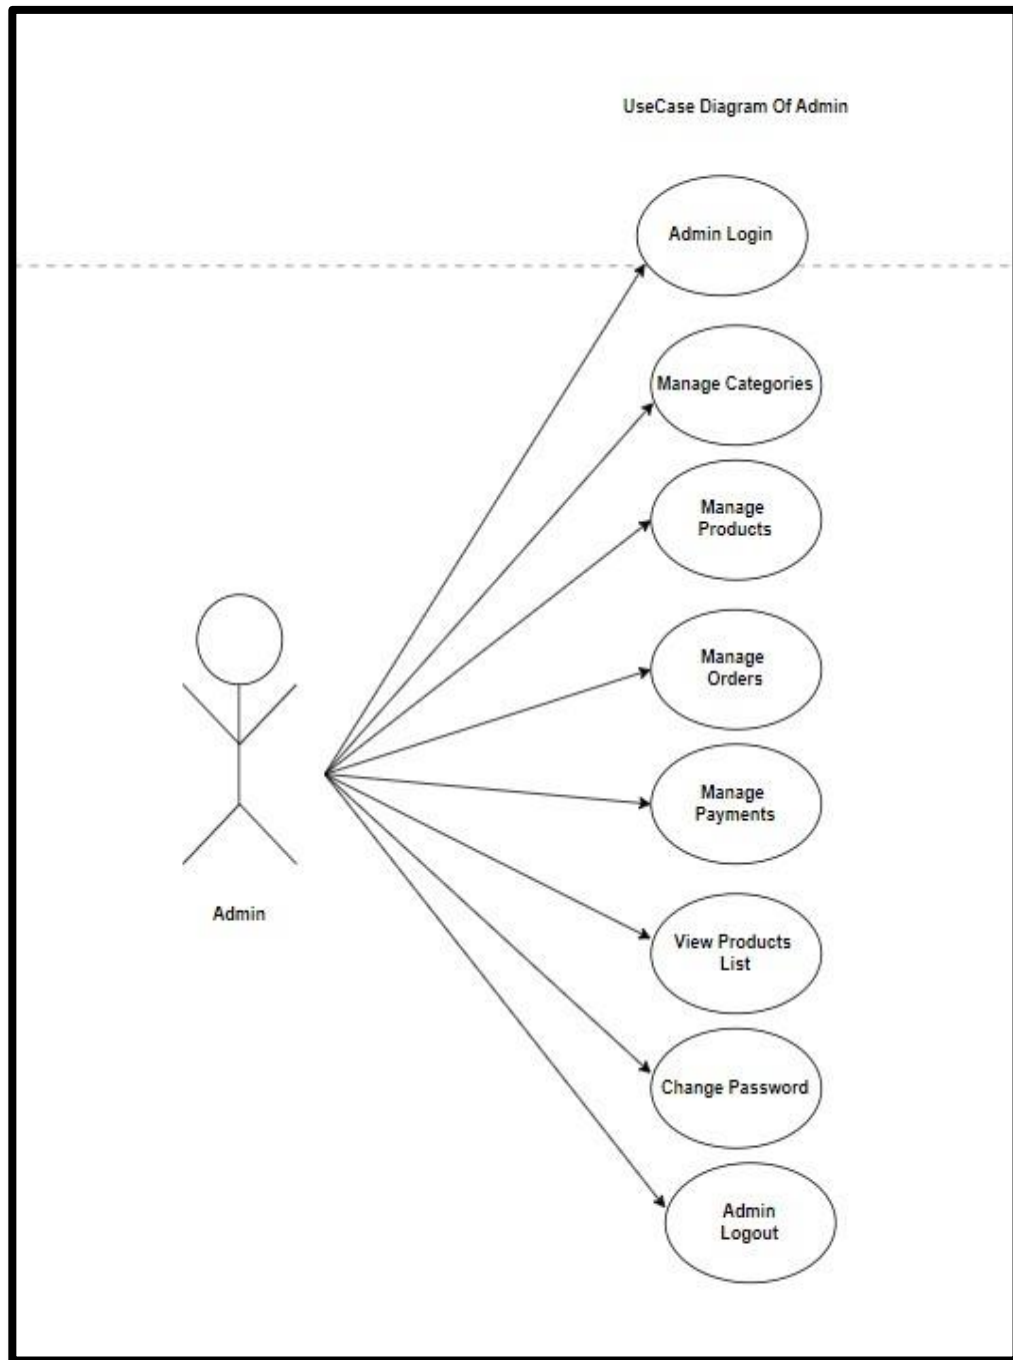 UseCase Diagram Of Admin
Admin Login
Manage Categories
Manage
Products
Manage
Orders
Manage
Payments
Admin
View Products
List
Change Password
Admin
Logout